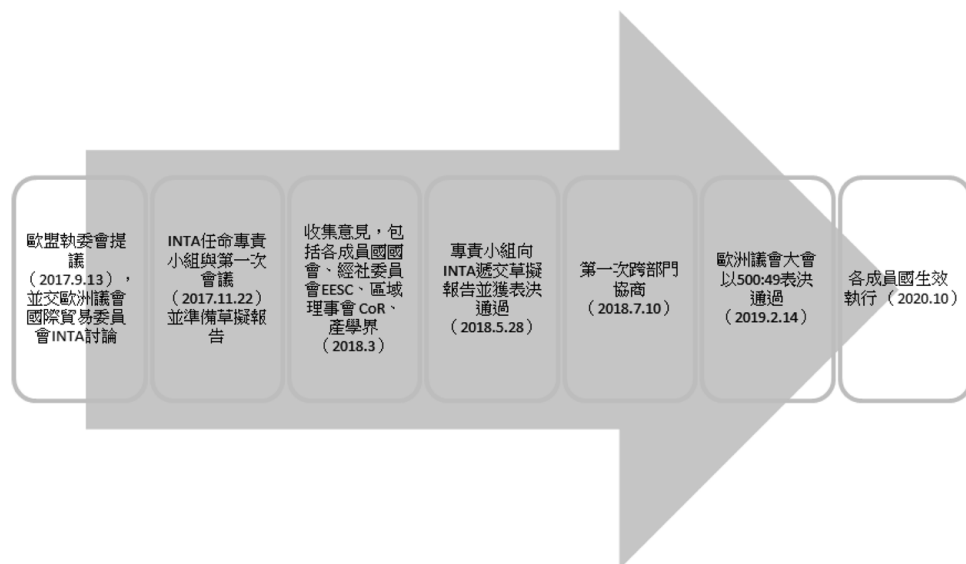 歐盟執委會提
議
（2017.9.13），
並交歐洲議會
國際貿易委員
會INTA討論
INTA任命專責
小組與第一次
會議
（2017.11.22）
並準備草擬報
告
收集意見，包
括各成員國國
會、經社委員
會EESC、區域
理事會 CoR、
產學界
（2018.3）
專責小組向
INTA遞交草擬
報告並獲表決
通過
（2018.5.28）
第一次跨部門
協商
（2018.7.10）
歐洲議會大會
以500:49表決
通過
（2019.2.14）
各成員國生效
執行（2020.10）